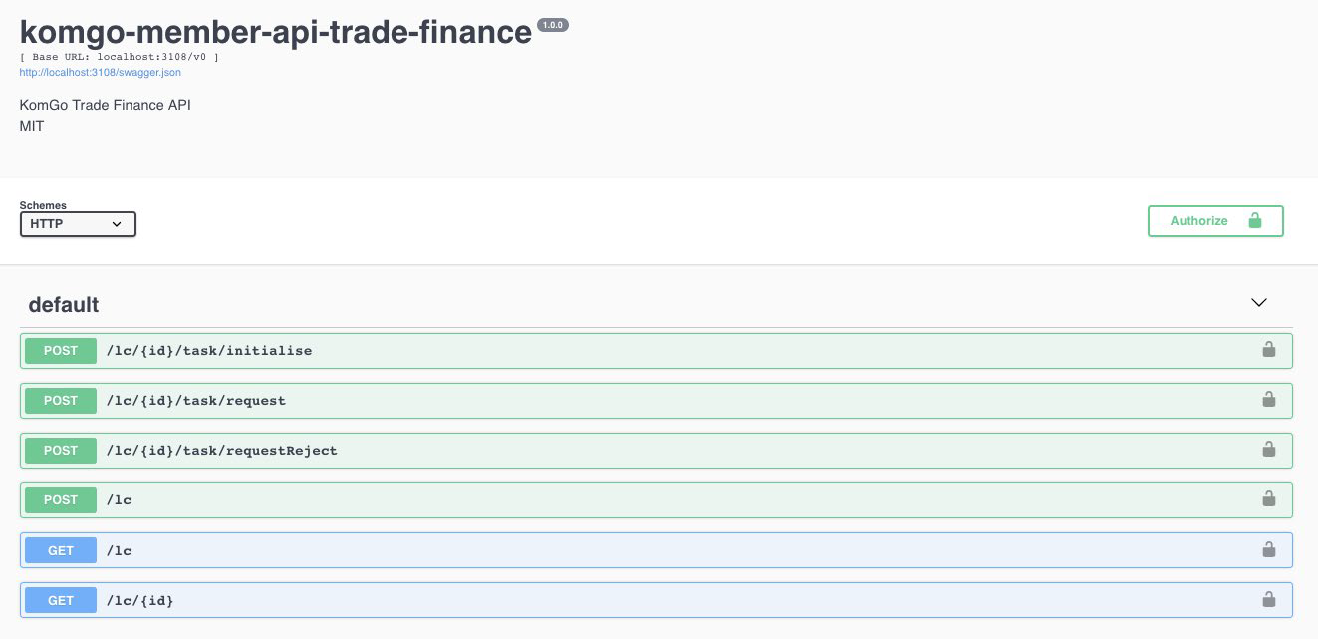 komgo-member-api-trade-finance 1.0.0
[ Base URL: localhost:3108/v0 ]
http://localhost:3108/swagger.json
KomGo Trade Finance API
MIT
Schemes
HTTP
Authorize
default
POST /lc/{id}/task/initialise
POST /lc/{id}/task/request
POST /lc/{id}/task/requestReject
POST /lc
GET /lc
GET /lc/{id}